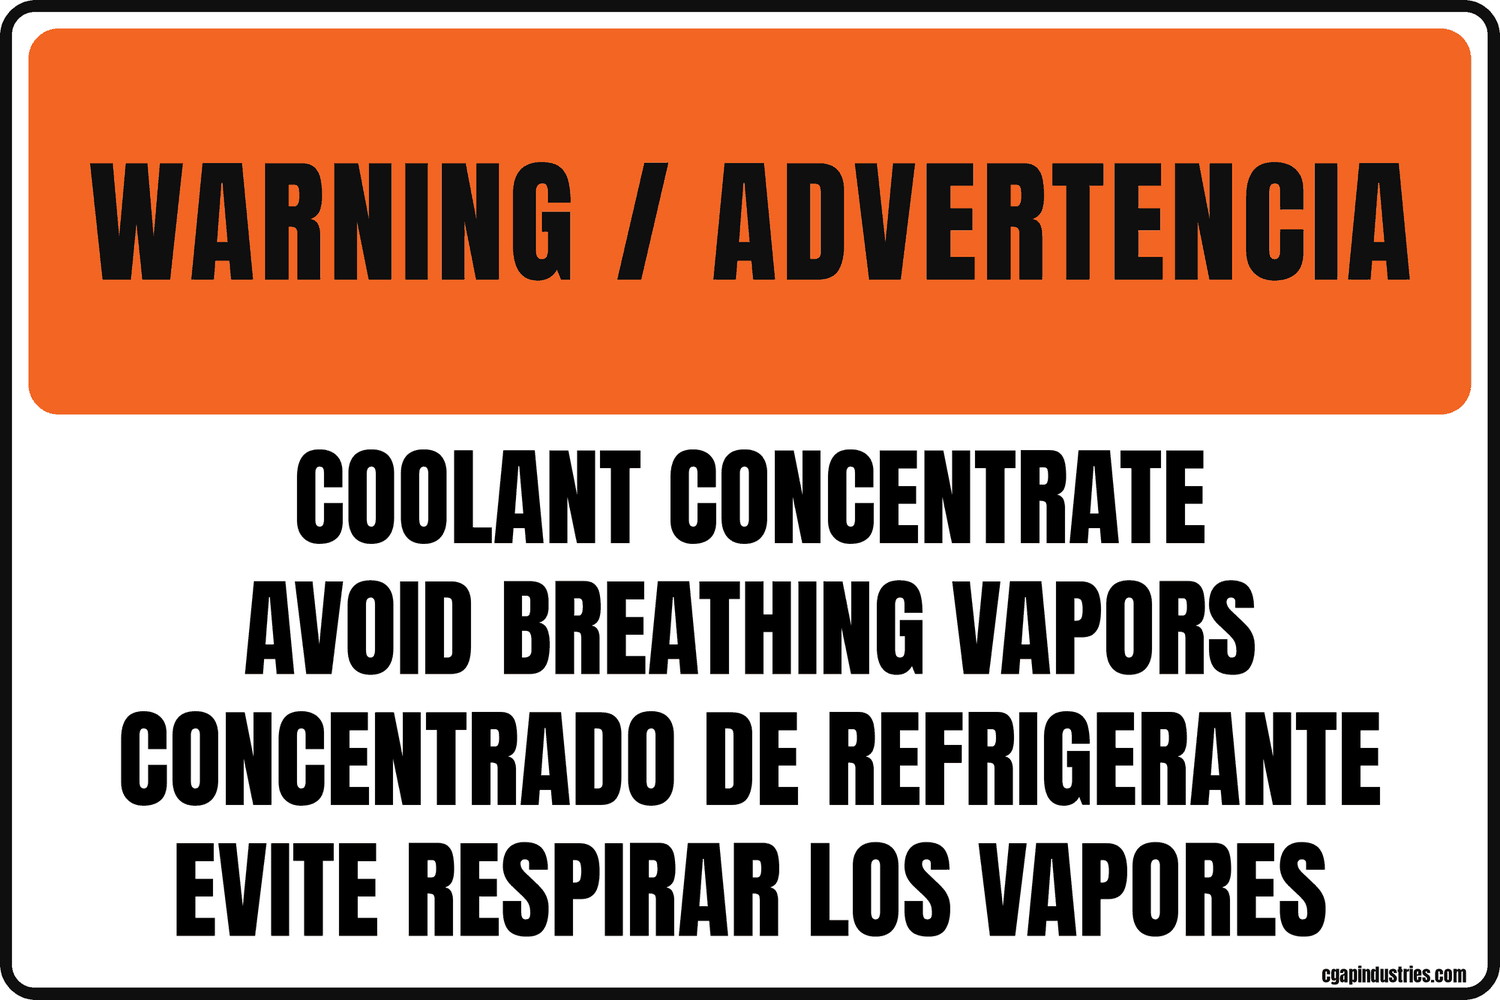 WARNING / ADVERTENCIA
COOLANT CONCENTRATE
AVOID BREATHING VAPORS
CONCENTRADO DE REFRIGERANTE
EVITE RESPIRAR LOS VAPORES
cgapindustries.com